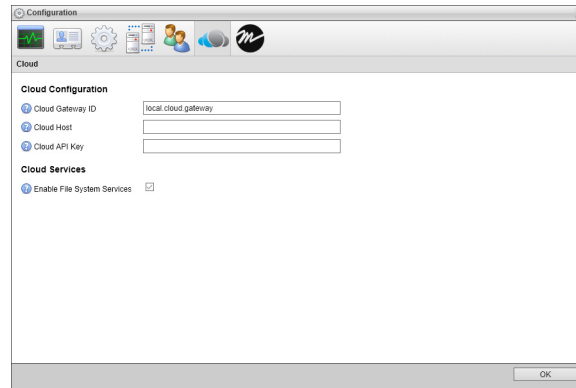 Configuration
Cloud
Cloud Configuration
Cloud Gateway ID local.cloud.gateway
Cloud Host
Cloud API Key
Cloud Services
Enable File System Services
OK